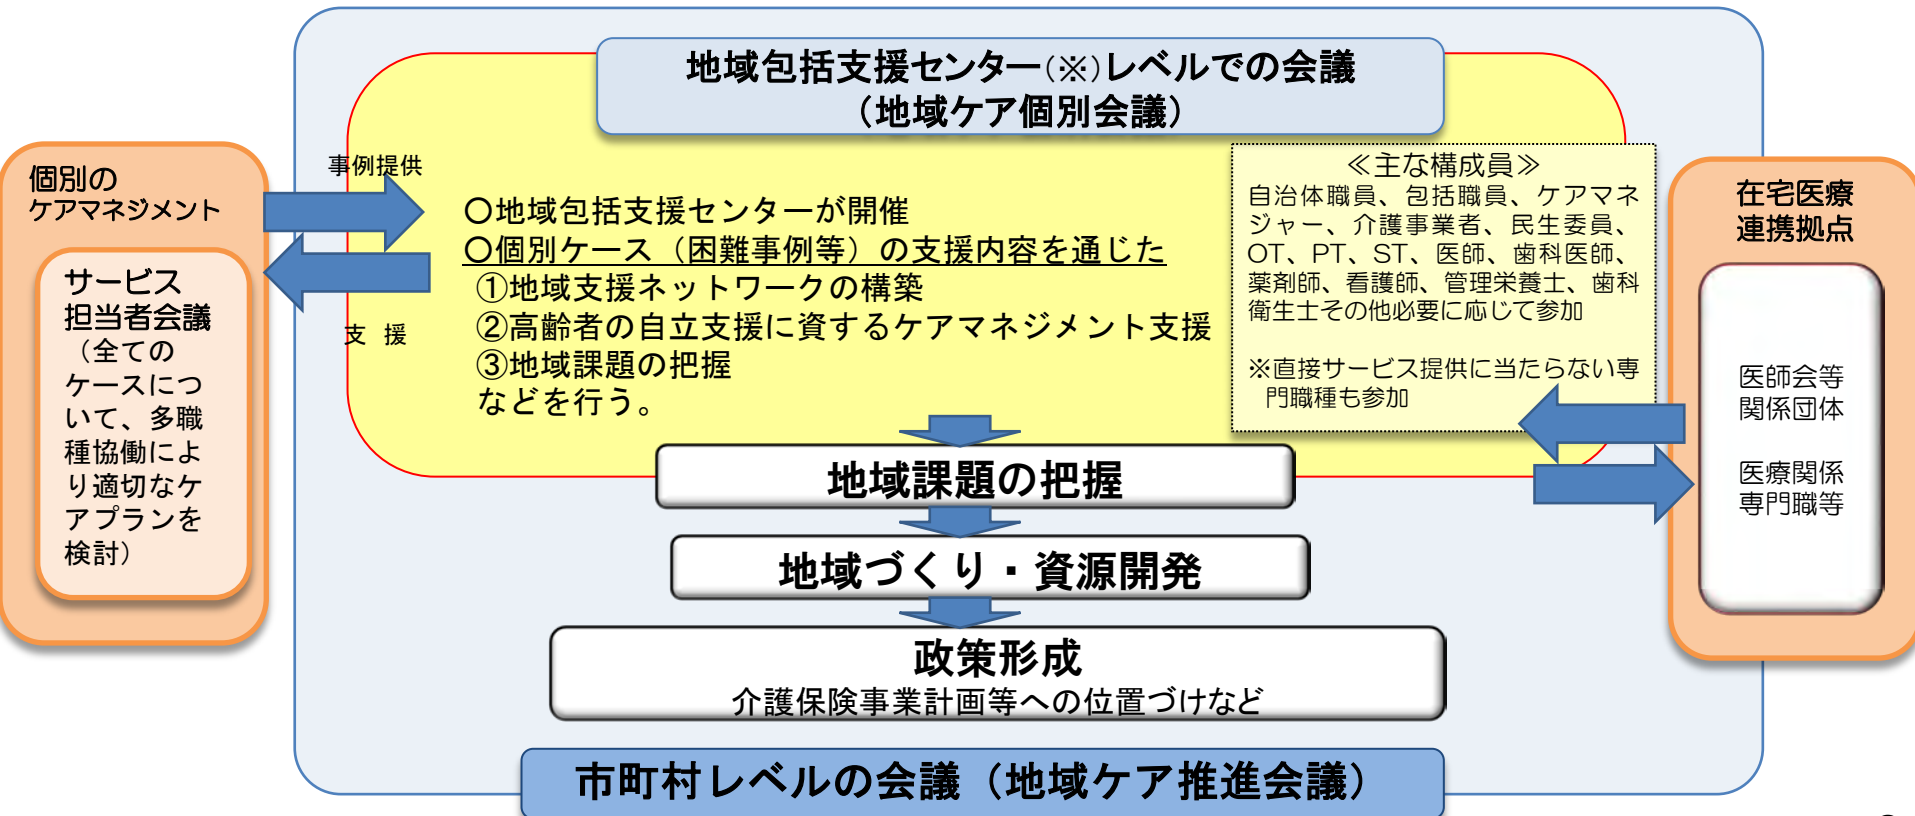 地域包括支援センター(※)レベルでの会議
（地域ケア個別会議）
個別の
ケアマネジメント
サービス
担当者会議
（全ての
ケースにつ
いて、多職
種協働によ
り適切なケ
アプランを
検討）
事例提供
支 援
〇地域包括支援センターが開催
〇個別ケース（困難事例等）の支援内容を通じた
①地域支援ネットワークの構築
②高齢者の自立支援に資するケアマネジメント支援
③地域課題の把握
などを行う。
≪主な構成員≫
自治体職員、包括職員、ケアマネ
ジャー、介護事業者、民生委員、
OT、PT、ST、医師、歯科医師、
薬剤師、看護師、管理栄養士、歯科
衛生士その他必要に応じて参加
※直接サービス提供に当たらない専
門職種も参加
在宅医療
連携拠点
医師会等
関係団体
医療関係
専門職等
地域課題の把握
地域づくり・資源開発
政策形成
介護保険事業計画等への位置づけなど
市町村レベルの会議（地域ケア推進会議）